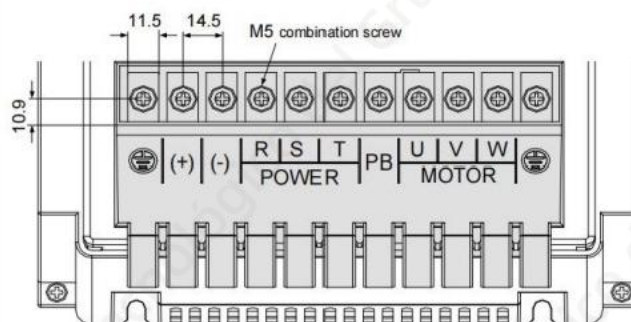 11.5
14.5
M5 combination screw
10.9
(+) (-) R S T PB U V W
POWER MOTOR